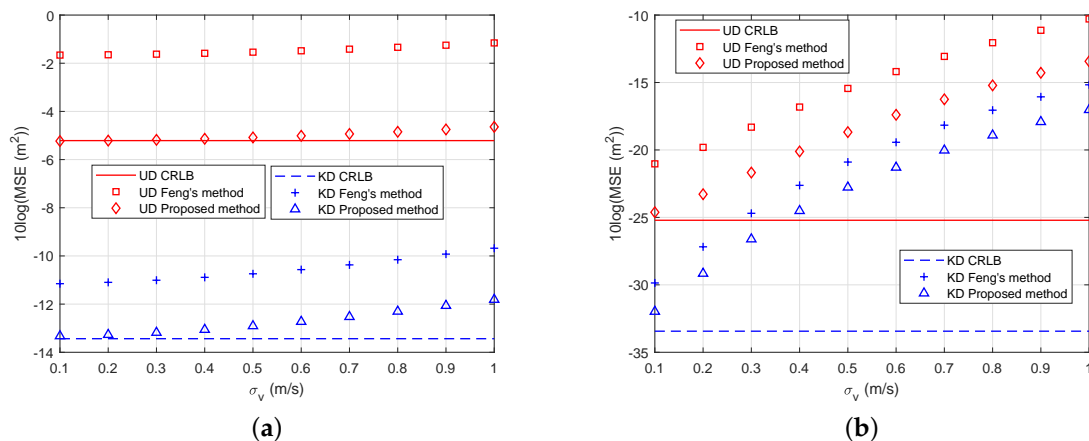 0
-2
-4
-6
-8
-10
-12
-14
10log(MSE (m²))
0.1 0.2 0.3 0.4 0.5 0.6 0.7 0.8 0.9 1
σv (m/s)
UD CRLB
UD Feng's method
UD Proposed method
KD CRLB
KD Feng's method
KD Proposed method
(a)
-10
-15
-20
-25
-30
-35
10log(MSE (m²))
0.1 0.2 0.3 0.4 0.5 0.6 0.7 0.8 0.9 1
σv (m/s)
UD CRLB
UD Feng's method
UD Proposed method
KD CRLB
KD Feng's method
KD Proposed method
(b)